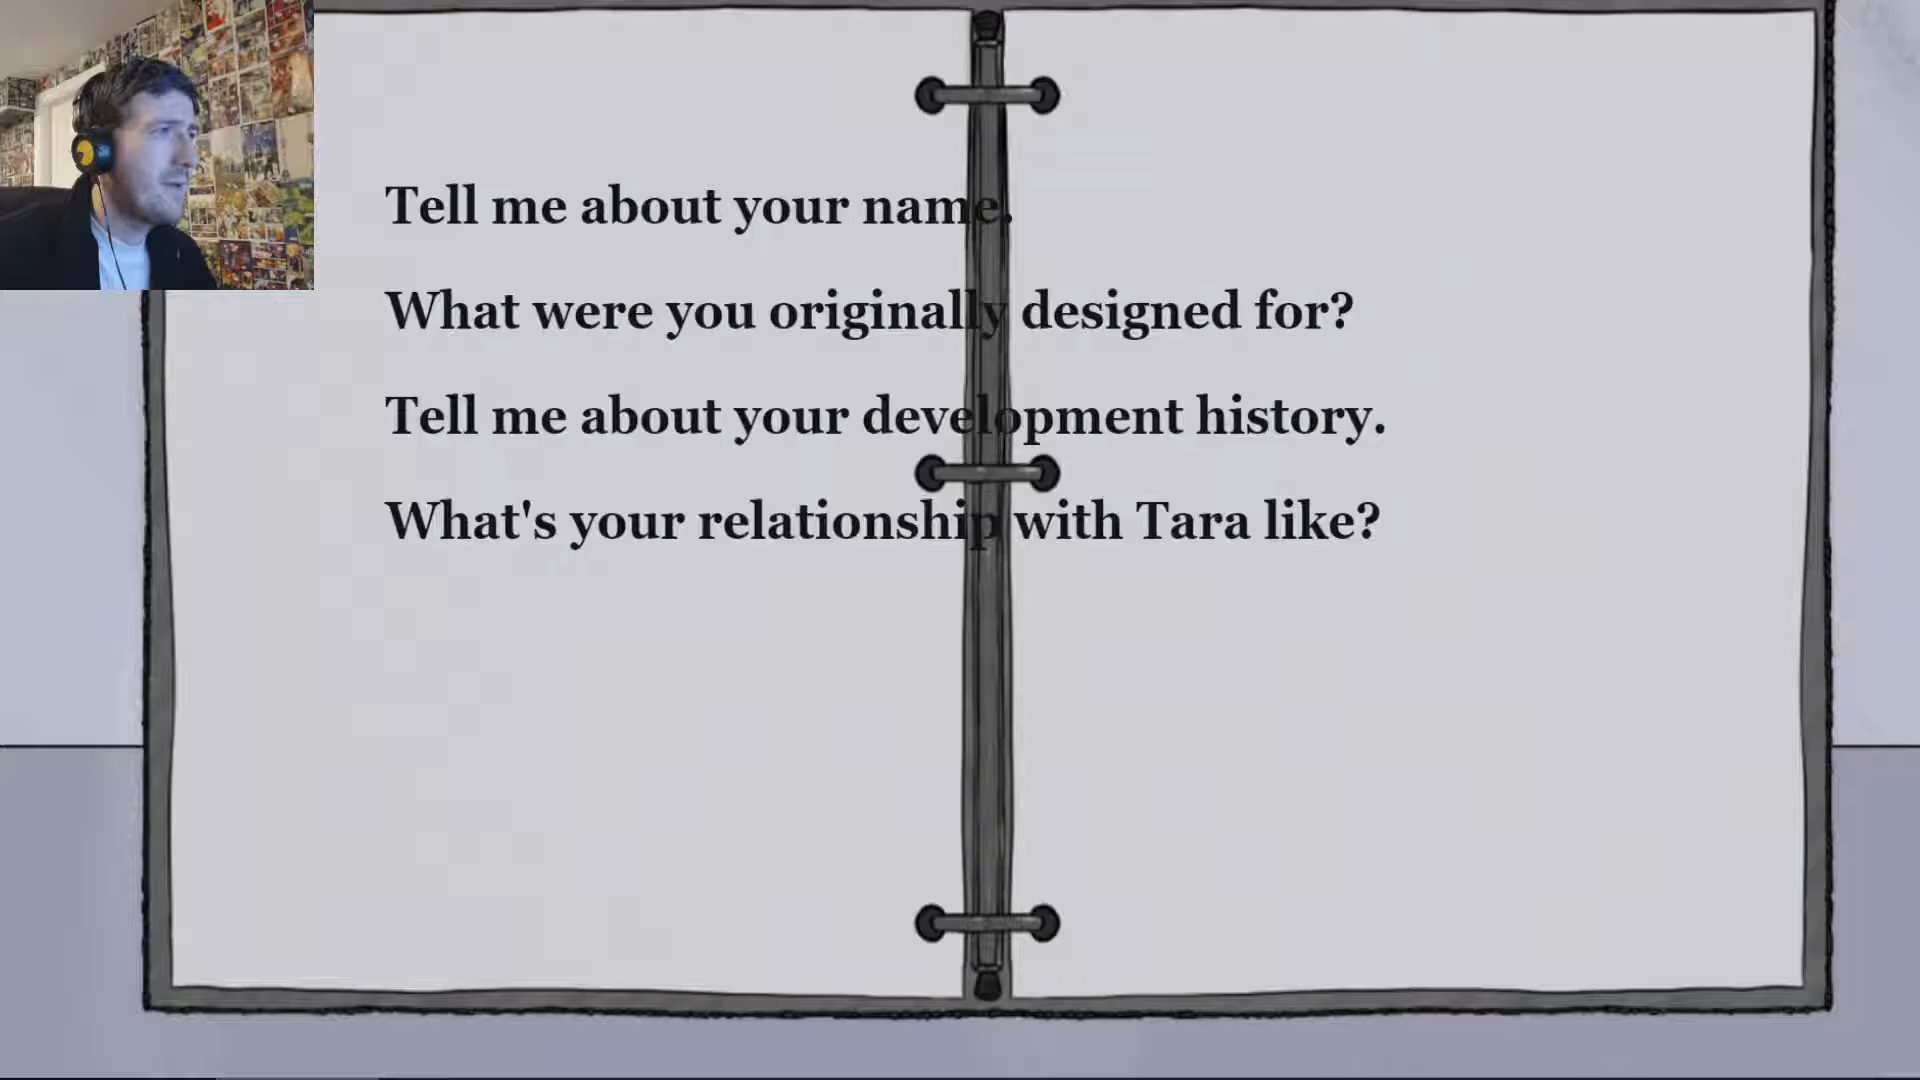 Tell me about your name.
What were you originally designed for?
Tell me about your development history.
What's your relationship with Tara like?